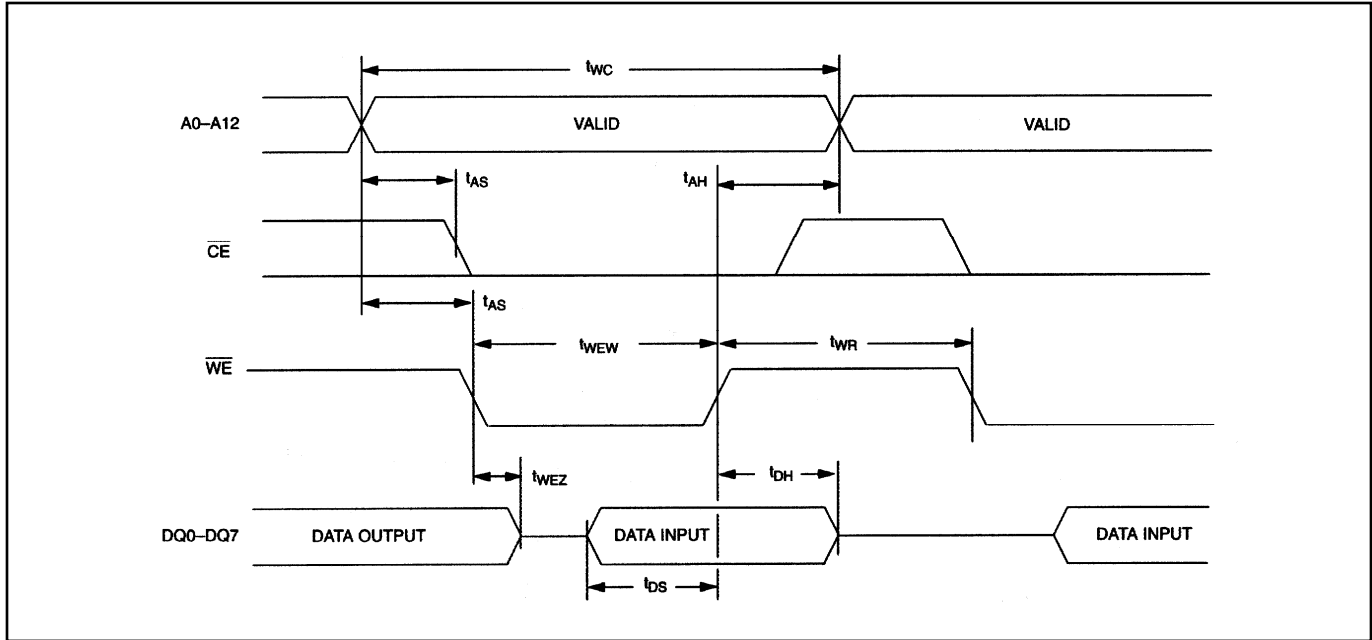 tWC
A0–A12 VALID VALID
tAS tAH
CE
tAS
tWEW tWR
WE
tWEZ tDH
DQ0–DQ7 DATA OUTPUT DATA INPUT DATA INPUT
tDS